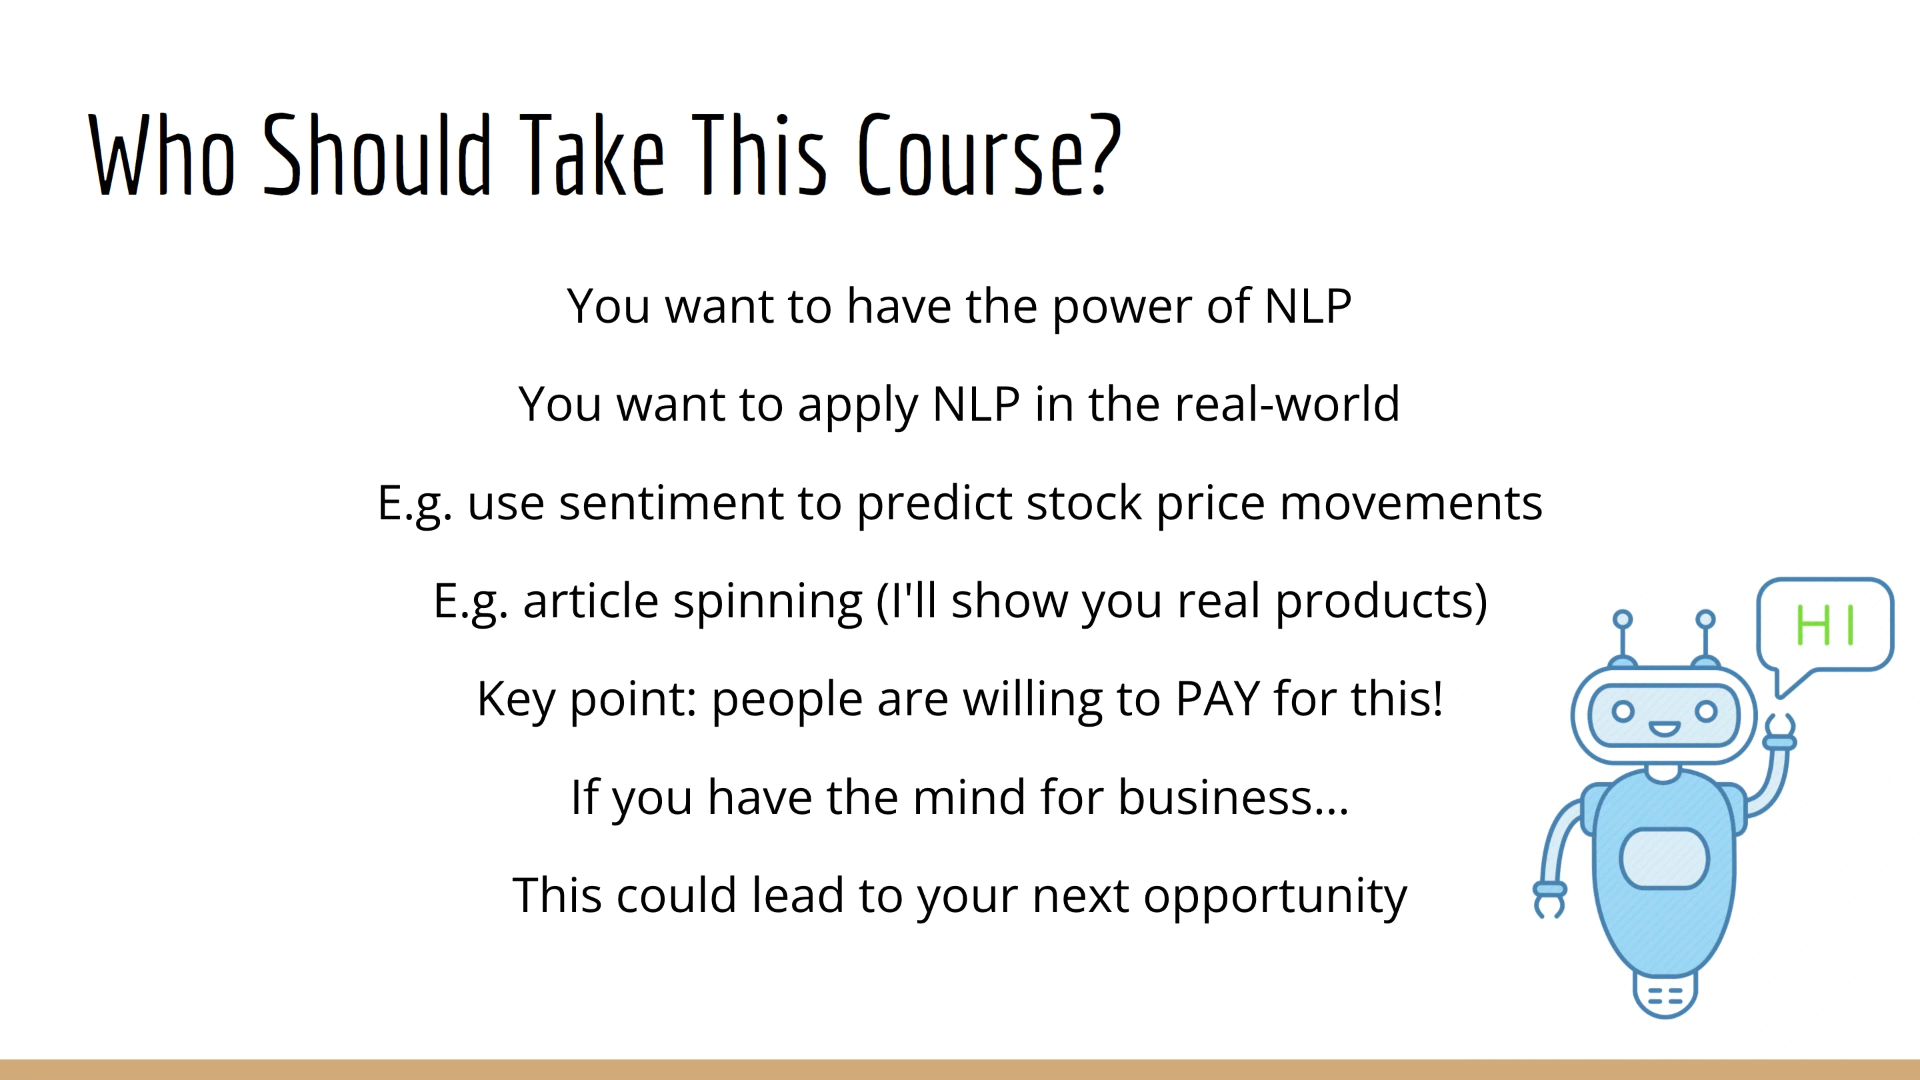 Who Should Take This Course?
You want to have the power of NLP
You want to apply NLP in the real-world
E.g. use sentiment to predict stock price movements
E.g. article spinning (I'll show you real products)
Key point: people are willing to PAY for this!
If you have the mind for business...
This could lead to your next opportunity
HI